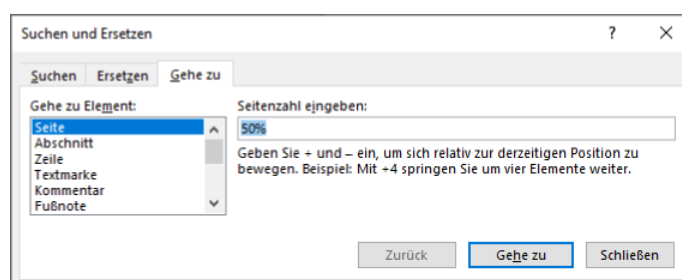 Suchen und Ersetzen ?
Suchen Ersetzen Gehe zu
Gehe zu Element:
Seite
Abschnitt
Zeile
Textmarke
Kommentar
Fußnote
Seitenzahl eingeben:
50%
Geben Sie + und – ein, um sich relativ zur derzeitigen Position zu
bewegen. Beispiel: Mit +4 springen Sie um vier Elemente weiter.
Zurück Gehe zu Schließen